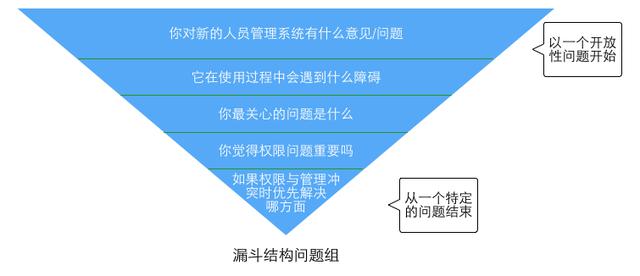 你对新的人员管理系统有什么意见/问题
以一个开放
性问题开始
它在使用过程中会遇到什么障碍
你最关心的问题是什么
你觉得权限问题重要吗
如果权限与管理冲
突时优先解决
哪方面
从一个特定
的问题结束
漏斗结构问题组